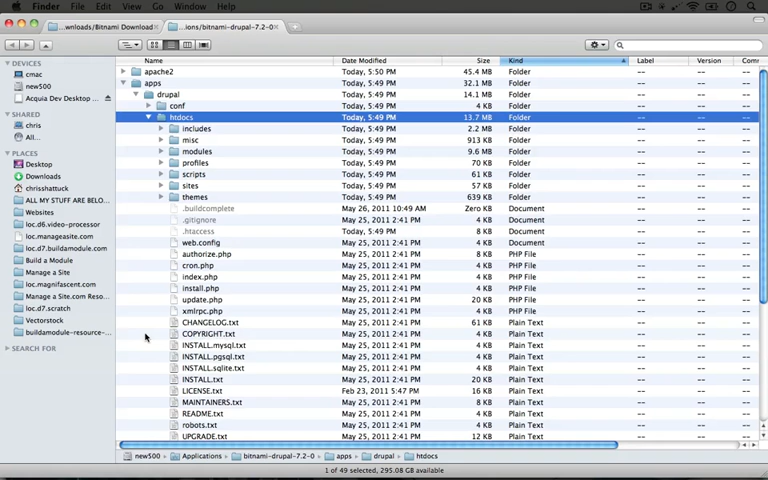 Finder File Edit View Go Window Help
...wnloads/Bitnami Download ...ions/bitnami-drupal-7.2-0
Name Date Modified Size Kind Label Version Comm
DEVICES
cmac
new500
Acquia Dev Desktop ...
SHARED
chris
All...
PLACES
Desktop
Downloads
chrisshattuck
ALL MY STUFF ARE BELO...
Websites
loc.d6.video-processor
loc.manageasite.com
loc.d7.buildamodule.com
Build a Module
Manage a Site
loc.magnifascent.com
Manage a Site.com Reso...
loc.d7.scratch
Vectorstock
buildamodule-resource-...
SEARCH FOR
apache2 Today, 5:50 PM 45.4 MB Folder -- --
apps Today, 5:49 PM 32.1 MB Folder -- --
drupal Today, 5:49 PM 14.1 MB Folder -- --
conf Today, 5:49 PM 4 KB Folder -- --
htdocs Today, 5:49 PM 13.7 MB Folder -- --
includes Today, 5:49 PM 2.2 MB Folder -- --
misc Today, 5:49 PM 913 KB Folder -- --
modules Today, 5:49 PM 9.6 MB Folder -- --
profiles Today, 5:49 PM 70 KB Folder -- --
scripts Today, 5:49 PM 61 KB Folder -- --
sites Today, 5:49 PM 57 KB Folder -- --
themes Today, 5:49 PM 639 KB Folder -- --
.buildcomplete May 26, 2011 10:49 AM Zero KB Document -- --
.gitignore May 25, 2011 2:41 PM 4 KB Document -- --
.htaccess Today, 5:49 PM 8 KB Document -- --
web.config May 25, 2011 2:41 PM 4 KB Document -- --
authorize.php May 25, 2011 2:41 PM 8 KB PHP File -- --
cron.php May 25, 2011 2:41 PM 4 KB PHP File -- --
index.php May 25, 2011 2:41 PM 4 KB PHP File -- --
install.php May 25, 2011 2:41 PM 4 KB PHP File -- --
update.php May 25, 2011 2:41 PM 20 KB PHP File -- --
xmlrpc.php May 25, 2011 2:41 PM 4 KB PHP File -- --
CHANGELOG.txt May 25, 2011 2:41 PM 61 KB Plain Text -- --
COPYRIGHT.txt May 25, 2011 2:41 PM 4 KB Plain Text -- --
INSTALL.mysql.txt May 25, 2011 2:41 PM 4 KB Plain Text -- --
INSTALL.pgsql.txt May 25, 2011 2:41 PM 4 KB Plain Text -- --
INSTALL.sqlite.txt May 25, 2011 2:41 PM 4 KB Plain Text -- --
INSTALL.txt May 25, 2011 2:41 PM 20 KB Plain Text -- --
LICENSE.txt Feb 23, 2011 5:47 PM 16 KB Plain Text -- --
MAINTAINERS.txt May 25, 2011 2:41 PM 8 KB Plain Text -- --
README.txt May 25, 2011 2:41 PM 4 KB Plain Text -- --
robots.txt May 25, 2011 2:41 PM 4 KB Plain Text -- --
UPGRADE.txt May 25, 2011 2:41 PM 12 KB Plain Text -- --
new500 Applications bitnami-drupal-7.2-0 apps drupal htdocs
1 of 49 selected, 295.08 GB available